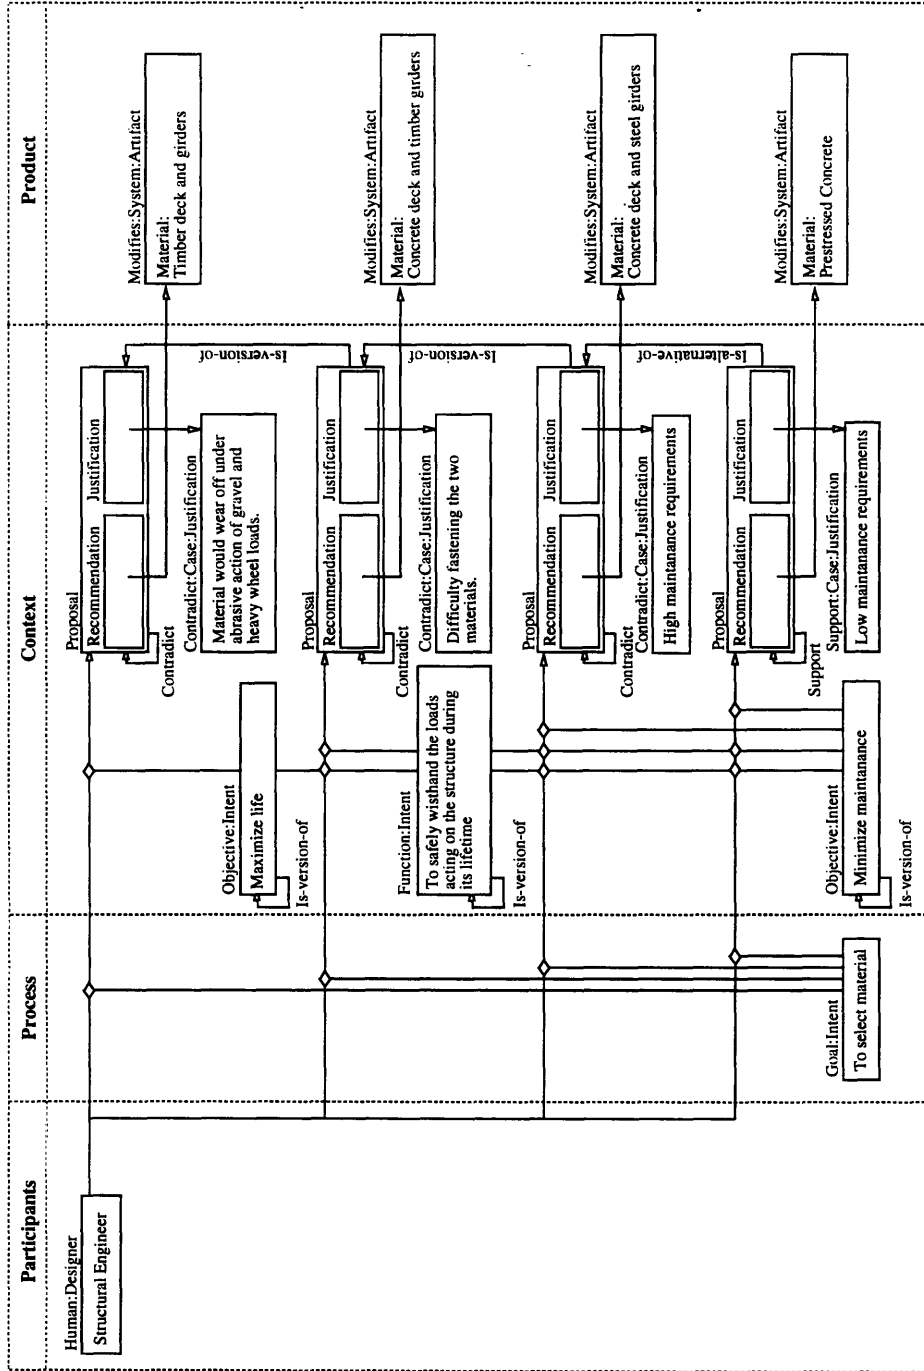 Participants
Process
Context
Product
Human:Designer
Structural Engineer
Proposal
Recommendation
Justification
Contradict
Contradict:Case:Justification
Material would wear off under
abrasive action of gravel and
heavy wheel loads.
Is-version-of
Modifies:System:Artifact
Material:
Timber deck and girders
Objective:Intent
Maximize life
Is-version-of
Proposal
Recommendation
Justification
Contradict
Contradict:Case:Justification
Difficulty fastening the two
materials.
Is-version-of
Modifies:System:Artifact
Material:
Concrete deck and timber girders
Function:Intent
To safely wisthand the loads
acting on the structure during
its lifetime
Is-version-of
Proposal
Recommendation
Justification
Contradict
Contradict:Case:Justification
High maintanance requirements
Is-alternative-of
Modifies:System:Artifact
Material:
Concrete deck and steel girders
Proposal
Recommendation
Justification
Support
Support:Case:Justification
Low maintanance requirements
Modifies:System:Artifact
Material:
Prestressed Concrete
Goal:Intent
To select material
Objective:Intent
Minimize maintanance
Is-version-of